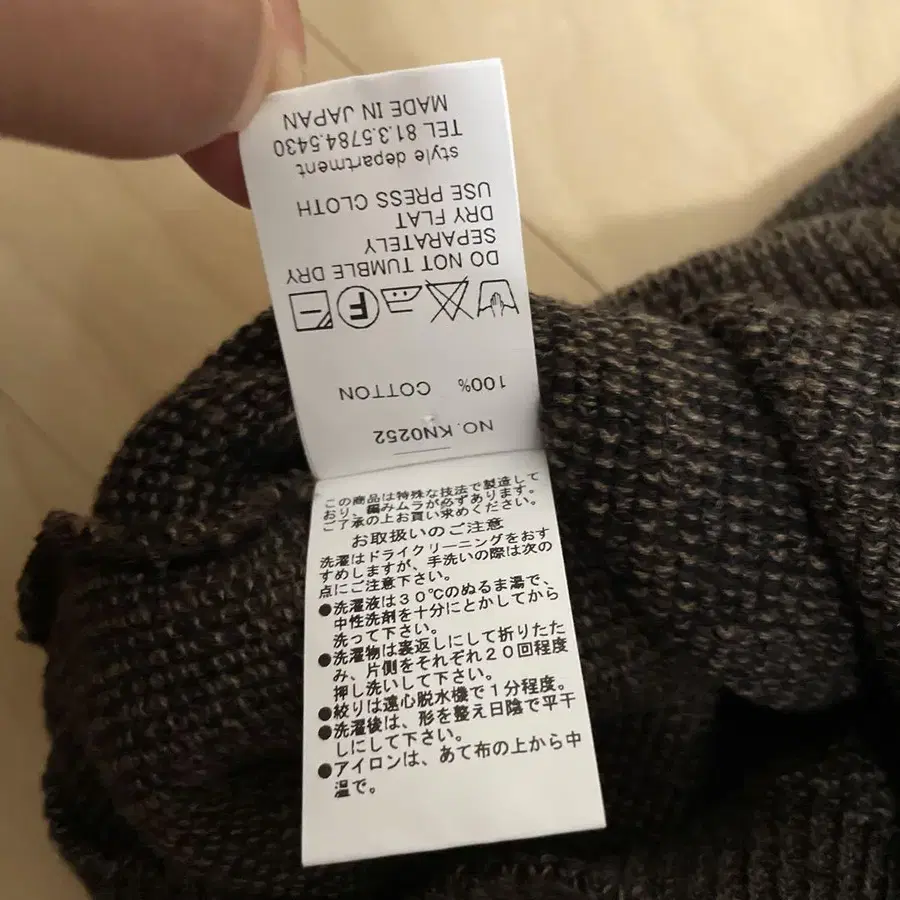 NO.KN0252
100% COTTON
F
DO NOT TUMBLE DRY
SEPARATELY
DRY FLAT
USE PRESS CLOTH
style department
TEL 81.3.5784.5430
MADE IN JAPAN
この商品は特殊な技法で製造して
おり、編みムラが必ずあります。
ご了承の上お買い求めください。
お取扱いのご注意
洗濯はドライクリーニングをおす
すめしますが、手洗いの際は次の
点にご注意下さい。
●洗濯液は30℃のぬるま湯で、
中性洗剤を十分にとかしてから
洗って下さい。
●洗濯物は裏返しにして折りたた
み、片側をそれぞれ20回程度
押し洗いして下さい。
●絞りは遠心脱水機で1分程度。
●洗濯後は、形を整え日陰で平干
しにして下さい。
●アイロンは、あて布の上から中
温で。